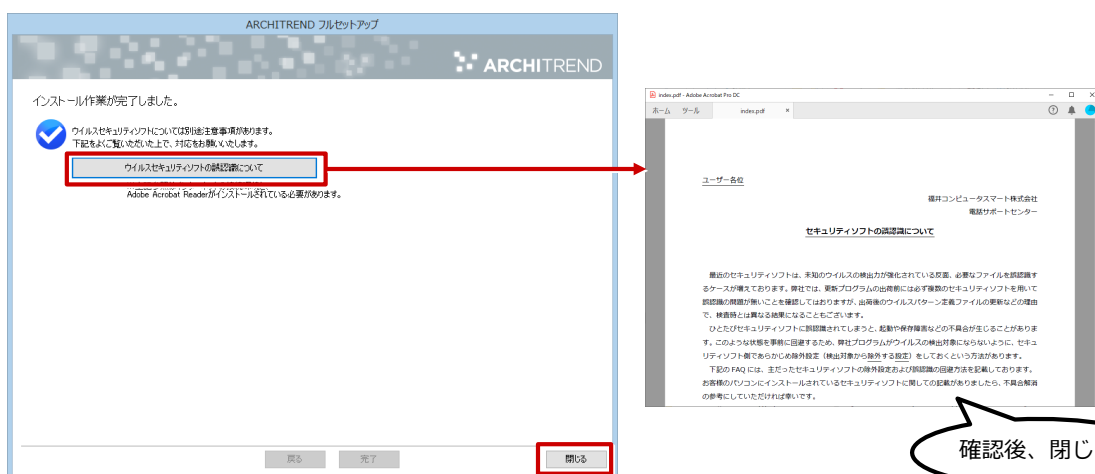 ARCHITREND フルセットアップ
ARCHITREND
インストール作業が完了しました。
ウイルスセキュリティソフトについては別途注意事項があります。
下記をよくご覧いただいた上で、対応をお願いいたします。
ウイルスセキュリティソフトの誤認識について
Adobe Acrobat Readerがインストールされている必要があります。
戻る
完了
閉じる
index.pdf - Adobe Acrobat Pro DC
ホーム ツール index.pdf ×
ユーザー各位
福井コンピュータスマート株式会社
電話サポートセンター
セキュリティソフトの誤認識について
最近のセキュリティソフトは、未知のウイルスの検出力が強化されている反面、必要なファイルを誤認識す
るケースが増えております。弊社では、更新プログラムの出荷前には必ず複数のセキュリティソフトを用いて
誤認識の問題が無いことを確認してはおりますが、出荷後のウイルスパターン定義ファイルの更新などの理由
で、検査時とは異なる結果になることもございます。
ひとたびセキュリティソフトに誤認識されてしまうと、起動や保存障害などの不具合が生じることがありま
す。このような状態を事前に回避するため、弊社プログラムがウイルスの検出対象にならないように、セキュ
リティソフト側であらかじめ除外設定（検出対象から除外する設定）をしておくという方法があります。
下記の FAQ には、主だったセキュリティソフトの除外設定および誤認識の回避方法を記載しております。
お客様のパソコンにインストールされているセキュリティソフトに関しての記載がありましたら、不具合解消
の参考にしていただければ幸いです。
確認後、閉じ